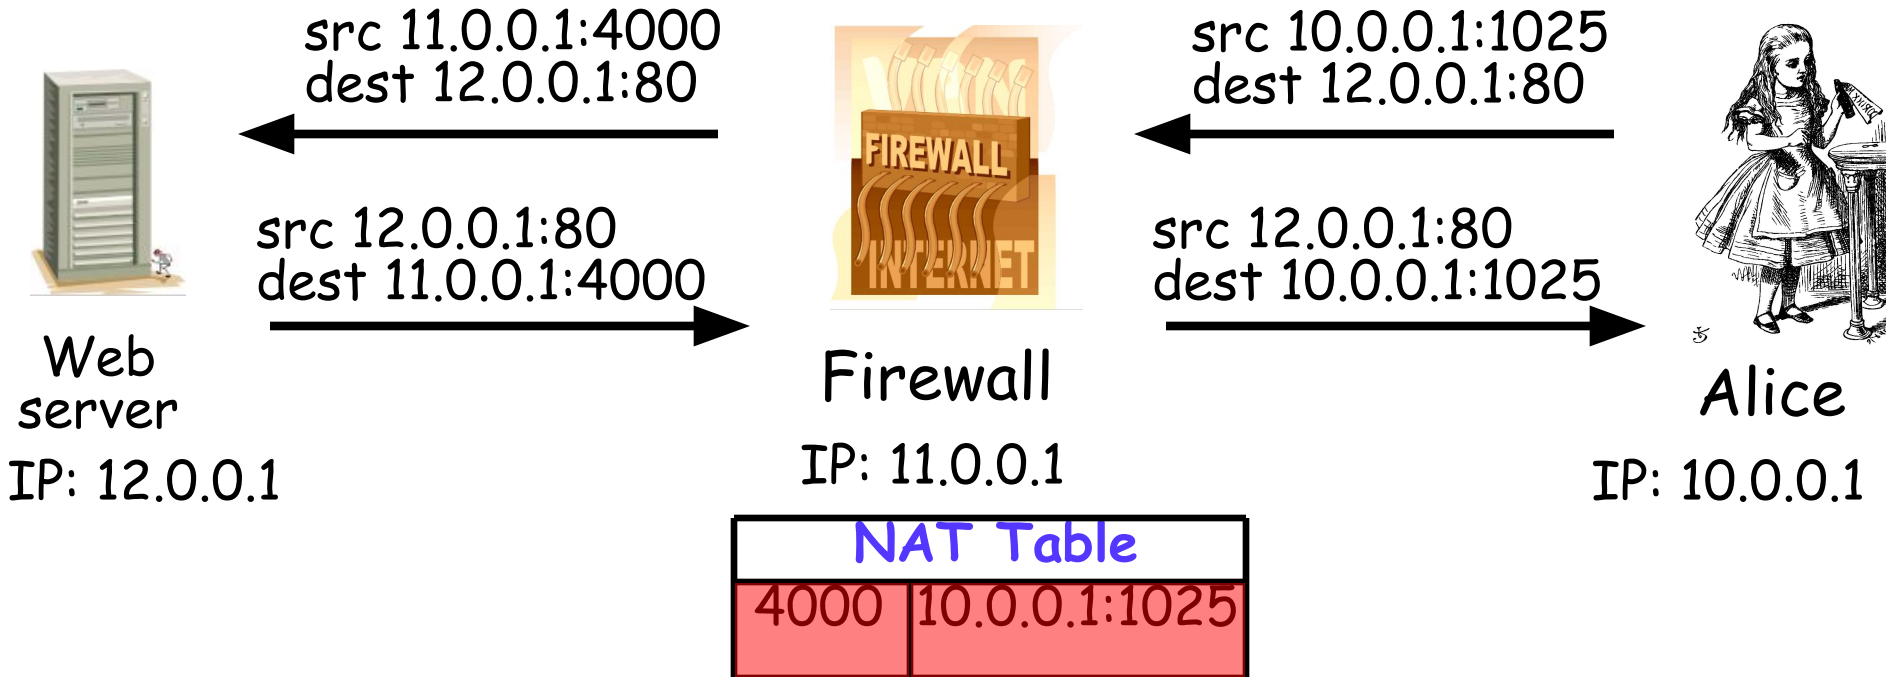 src 11.0.0.1:4000
dest 12.0.0.1:80
src 10.0.0.1:1025
dest 12.0.0.1:80
FIREWALL
INTERNET
src 12.0.0.1:80
dest 11.0.0.1:4000
src 12.0.0.1:80
dest 10.0.0.1:1025
Web
server
IP: 12.0.0.1
Firewall
IP: 11.0.0.1
Alice
IP: 10.0.0.1
NAT Table
4000 10.0.0.1:1025